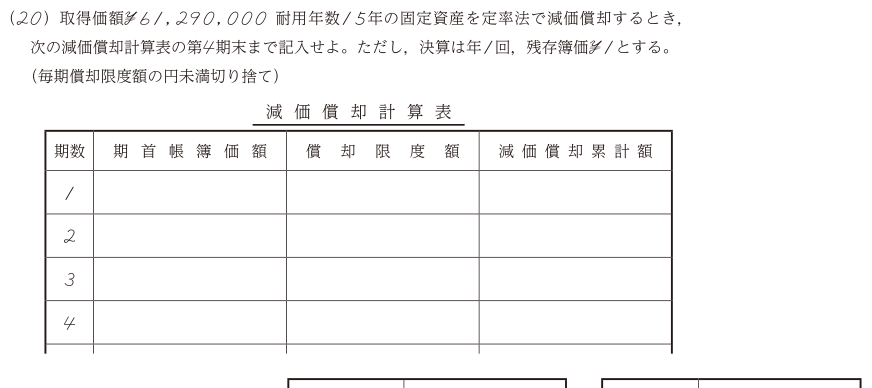 (20) 取得価額¥61,290,000 耐用年数15年の固定資産を定率法で減価償却するとき，
次の減価償却計算表の第4期末まで記入せよ。ただし，決算は年1回，残存簿価¥1とする。
（毎期償却限度額の円未満切り捨て）
減価償却計算表
期数 期首帳簿価額 償却限度額 減価償却累計額
1
2
3
4